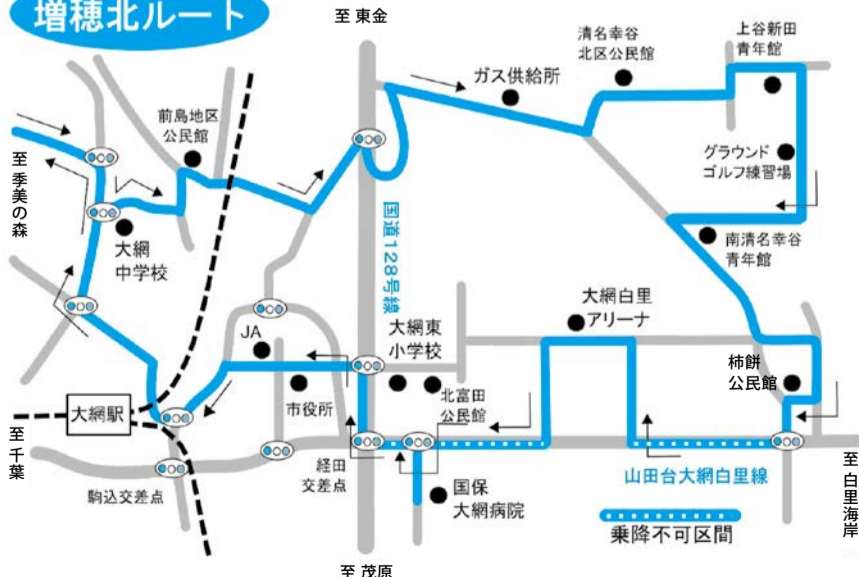 増穂北ルート
至 東金
清名幸谷
北区公民館
上谷新田
青年館
ガス供給所
前島地区
公民館
グラウンド
ゴルフ練習場
至 季美の森
大網
中学校
国道128号線
南清名幸谷
青年館
大網白里
アリーナ
JA
大網東
小学校
柿餅
公民館
市役所
北富田
公民館
大網駅
至 千葉
経田
交差点
山田台大網白里線
至 白里海岸
駒込交差点
国保
大網病院
乗降不可区間
至 茂原